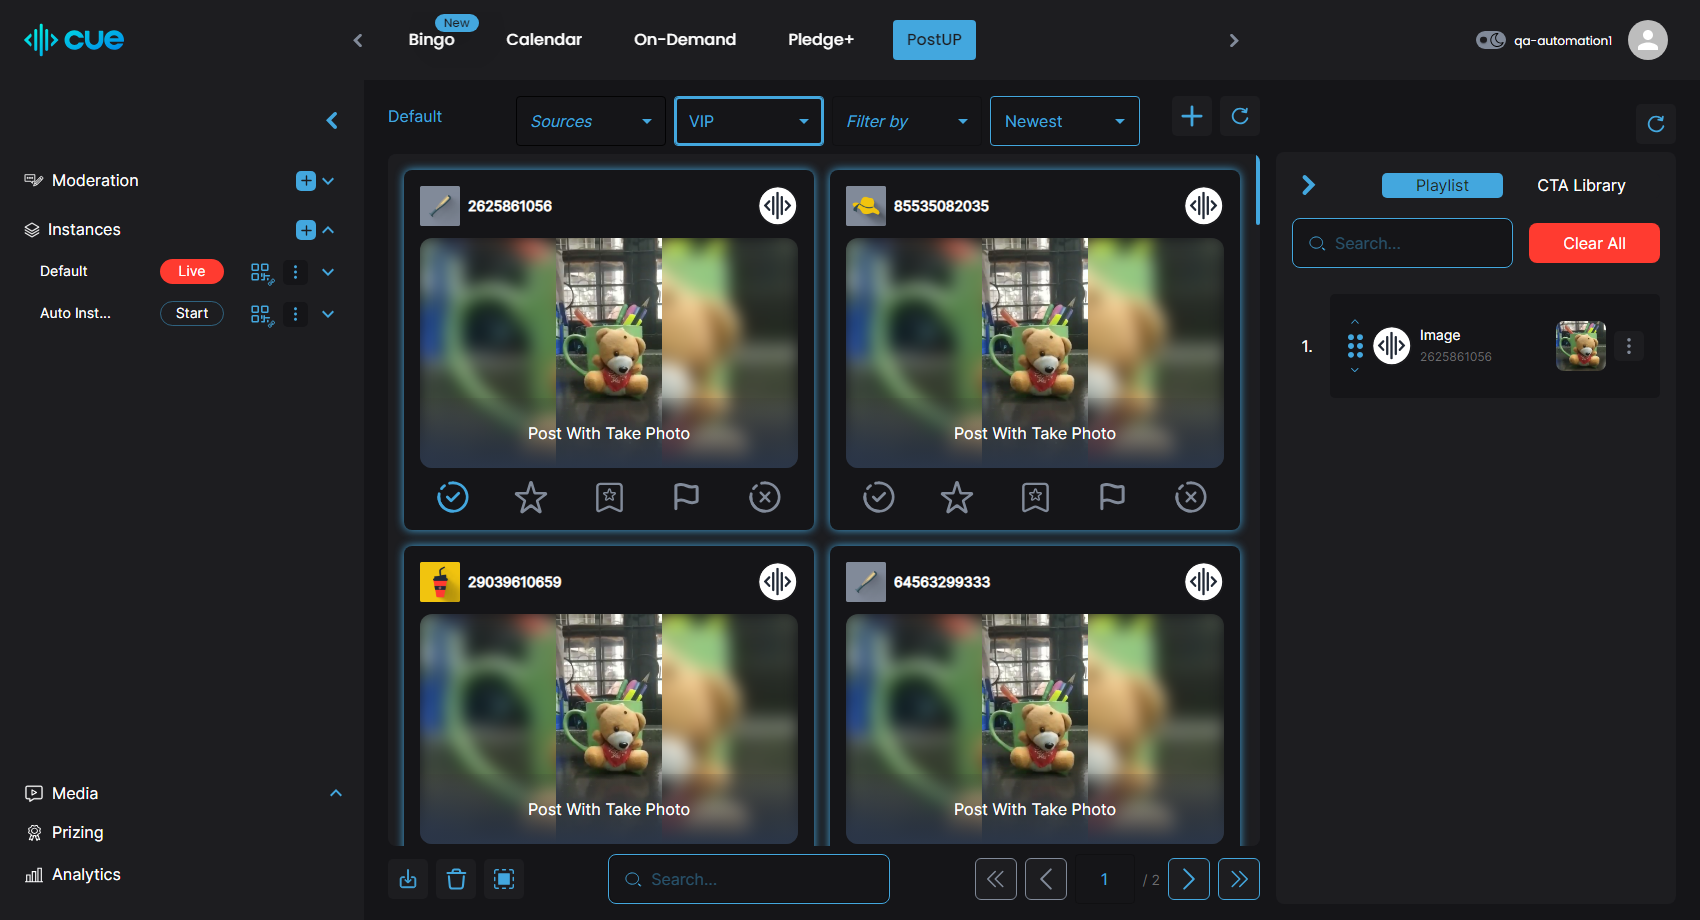 cue
New
Bingo
Calendar
On-Demand
Pledge+
PostUP
qa-automation1
Moderation
Instances
Default
Live
Auto Inst...
Start
Media
Prizing
Analytics
Default
Sources
VIP
Filter by
Newest
2625861056
Post With Take Photo
85535082035
Post With Take Photo
29039610659
Post With Take Photo
64563299333
Post With Take Photo
Search...
1
/ 2
Playlist
CTA Library
Search...
Clear All
1.
Image
2625861056